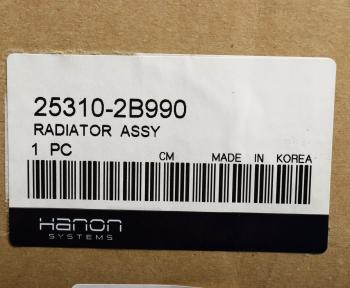 25310-2B990
RADIATOR ASSY
1 PC
CM MADE IN KOREA
Hanon
SYSTEMS